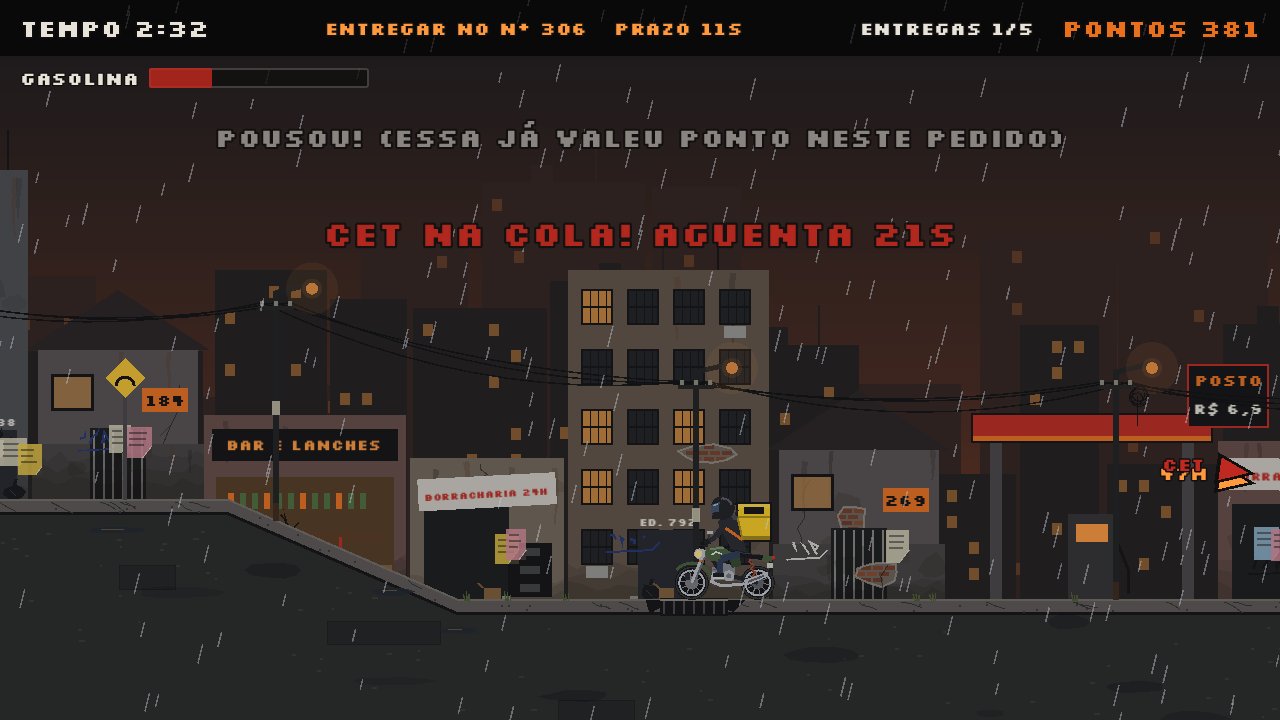 TEMPO 2:32
ENTREGAR NO Nº 306 PRAZO 11S
ENTREGAS 1/5
PONTOS 381
GASOLINA
POUSOU! (ESSA JÁ VALEU PONTO NESTE PEDIDO)
CET NA COLA! AGUENTA 21S
POSTO
184
R$ 6,5
38
BAR E LANCHES
CET
BORRACHARIA 24H
269
ED. 792